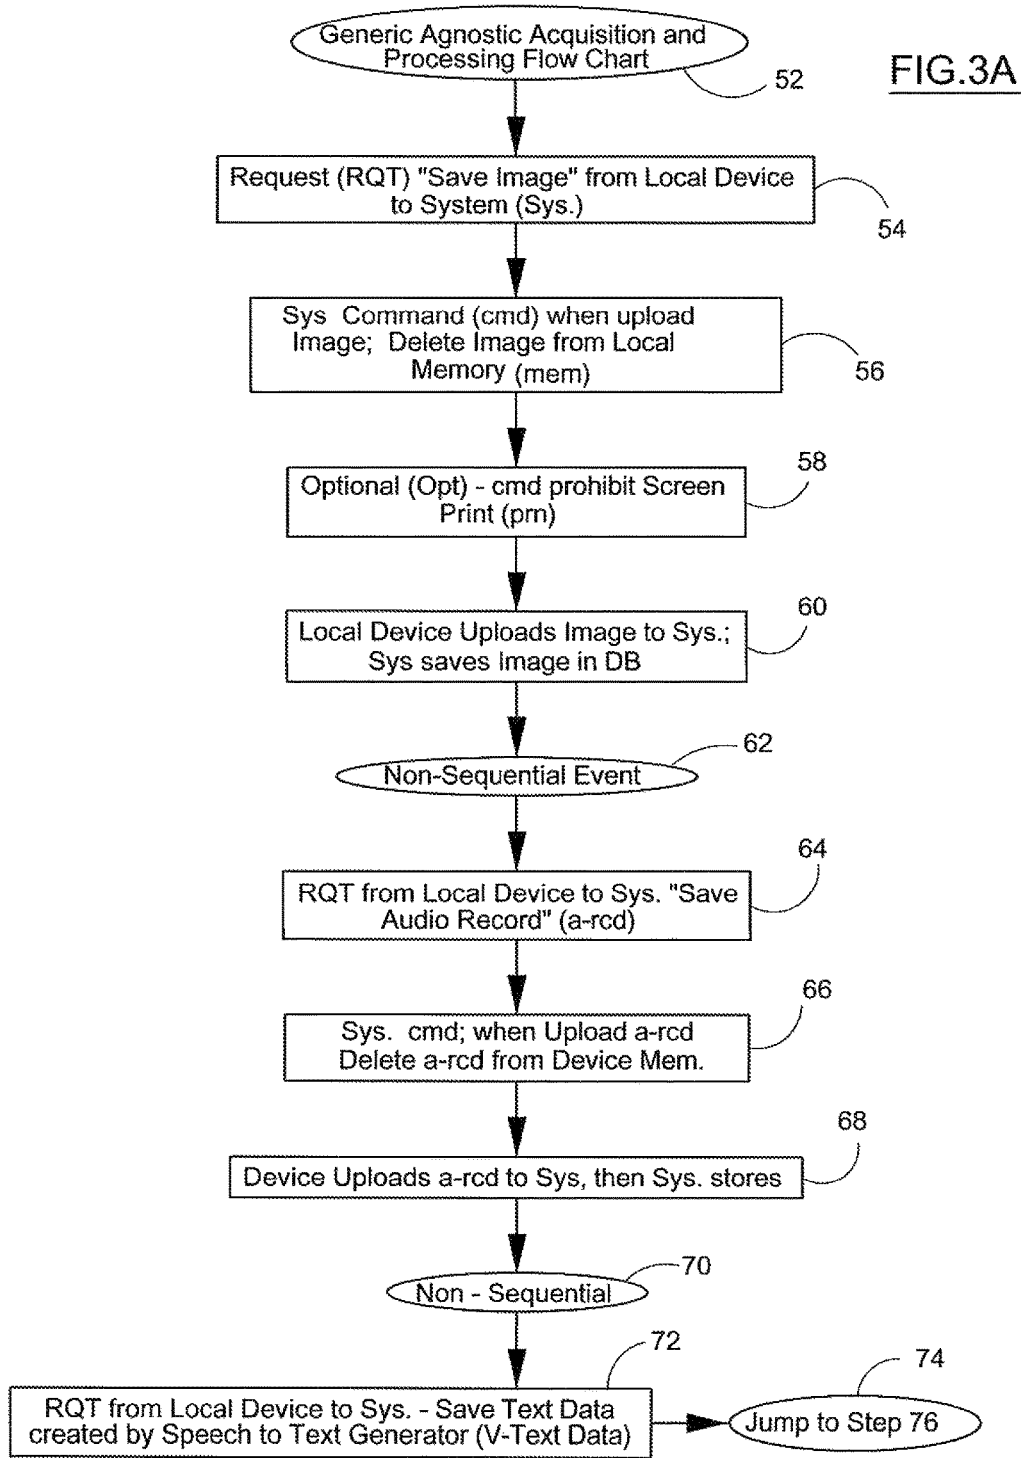 Generic Agnostic Acquisition and
Processing Flow Chart
52
FIG.3A
Request (RQT) "Save Image" from Local Device
to System (Sys.)
54
Sys Command (cmd) when upload
Image; Delete Image from Local
Memory (mem)
56
Optional (Opt) - cmd prohibit Screen
Print (prn)
58
Local Device Uploads Image to Sys.;
Sys saves Image in DB
60
Non-Sequential Event
62
RQT from Local Device to Sys. "Save
Audio Record" (a-rcd)
64
Sys. cmd; when Upload a-rcd
Delete a-rcd from Device Mem.
66
Device Uploads a-rcd to Sys, then Sys. stores
68
Non - Sequential
70
RQT from Local Device to Sys. - Save Text Data
created by Speech to Text Generator (V-Text Data)
72
Jump to Step 76
74